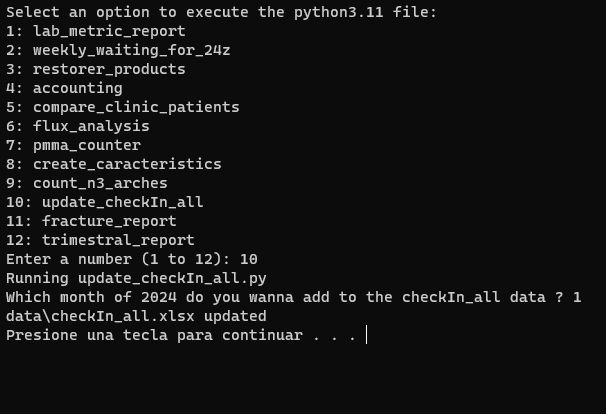 Select an option to execute the python3.11 file:
1: lab_metric_report
2: weekly_waiting_for_24z
3: restorer_products
4: accounting
5: compare_clinic_patients
6: flux_analysis
7: pmma_counter
8: create_caracteristics
9: count_n3_arches
10: update_checkIn_all
11: fracture_report
12: trimestral_report
Enter a number (1 to 12): 10
Running update_checkIn_all.py
Which month of 2024 do you wanna add to the checkIn_all data ? 1
data\checkIn_all.xlsx updated
Presione una tecla para continuar . . .